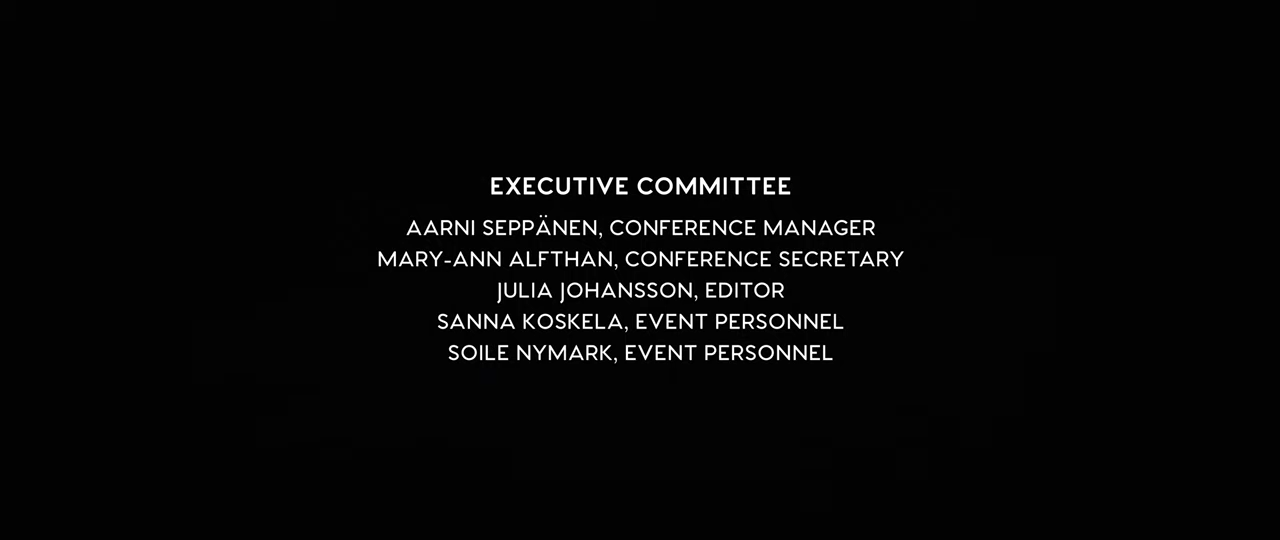 EXECUTIVE COMMITTEE
AARNI SEPPÄNEN, CONFERENCE MANAGER
MARY-ANN ALFTHAN, CONFERENCE SECRETARY
JULIA JOHANSSON, EDITOR
SANNA KOSKELA, EVENT PERSONNEL
SOILE NYMARK, EVENT PERSONNEL